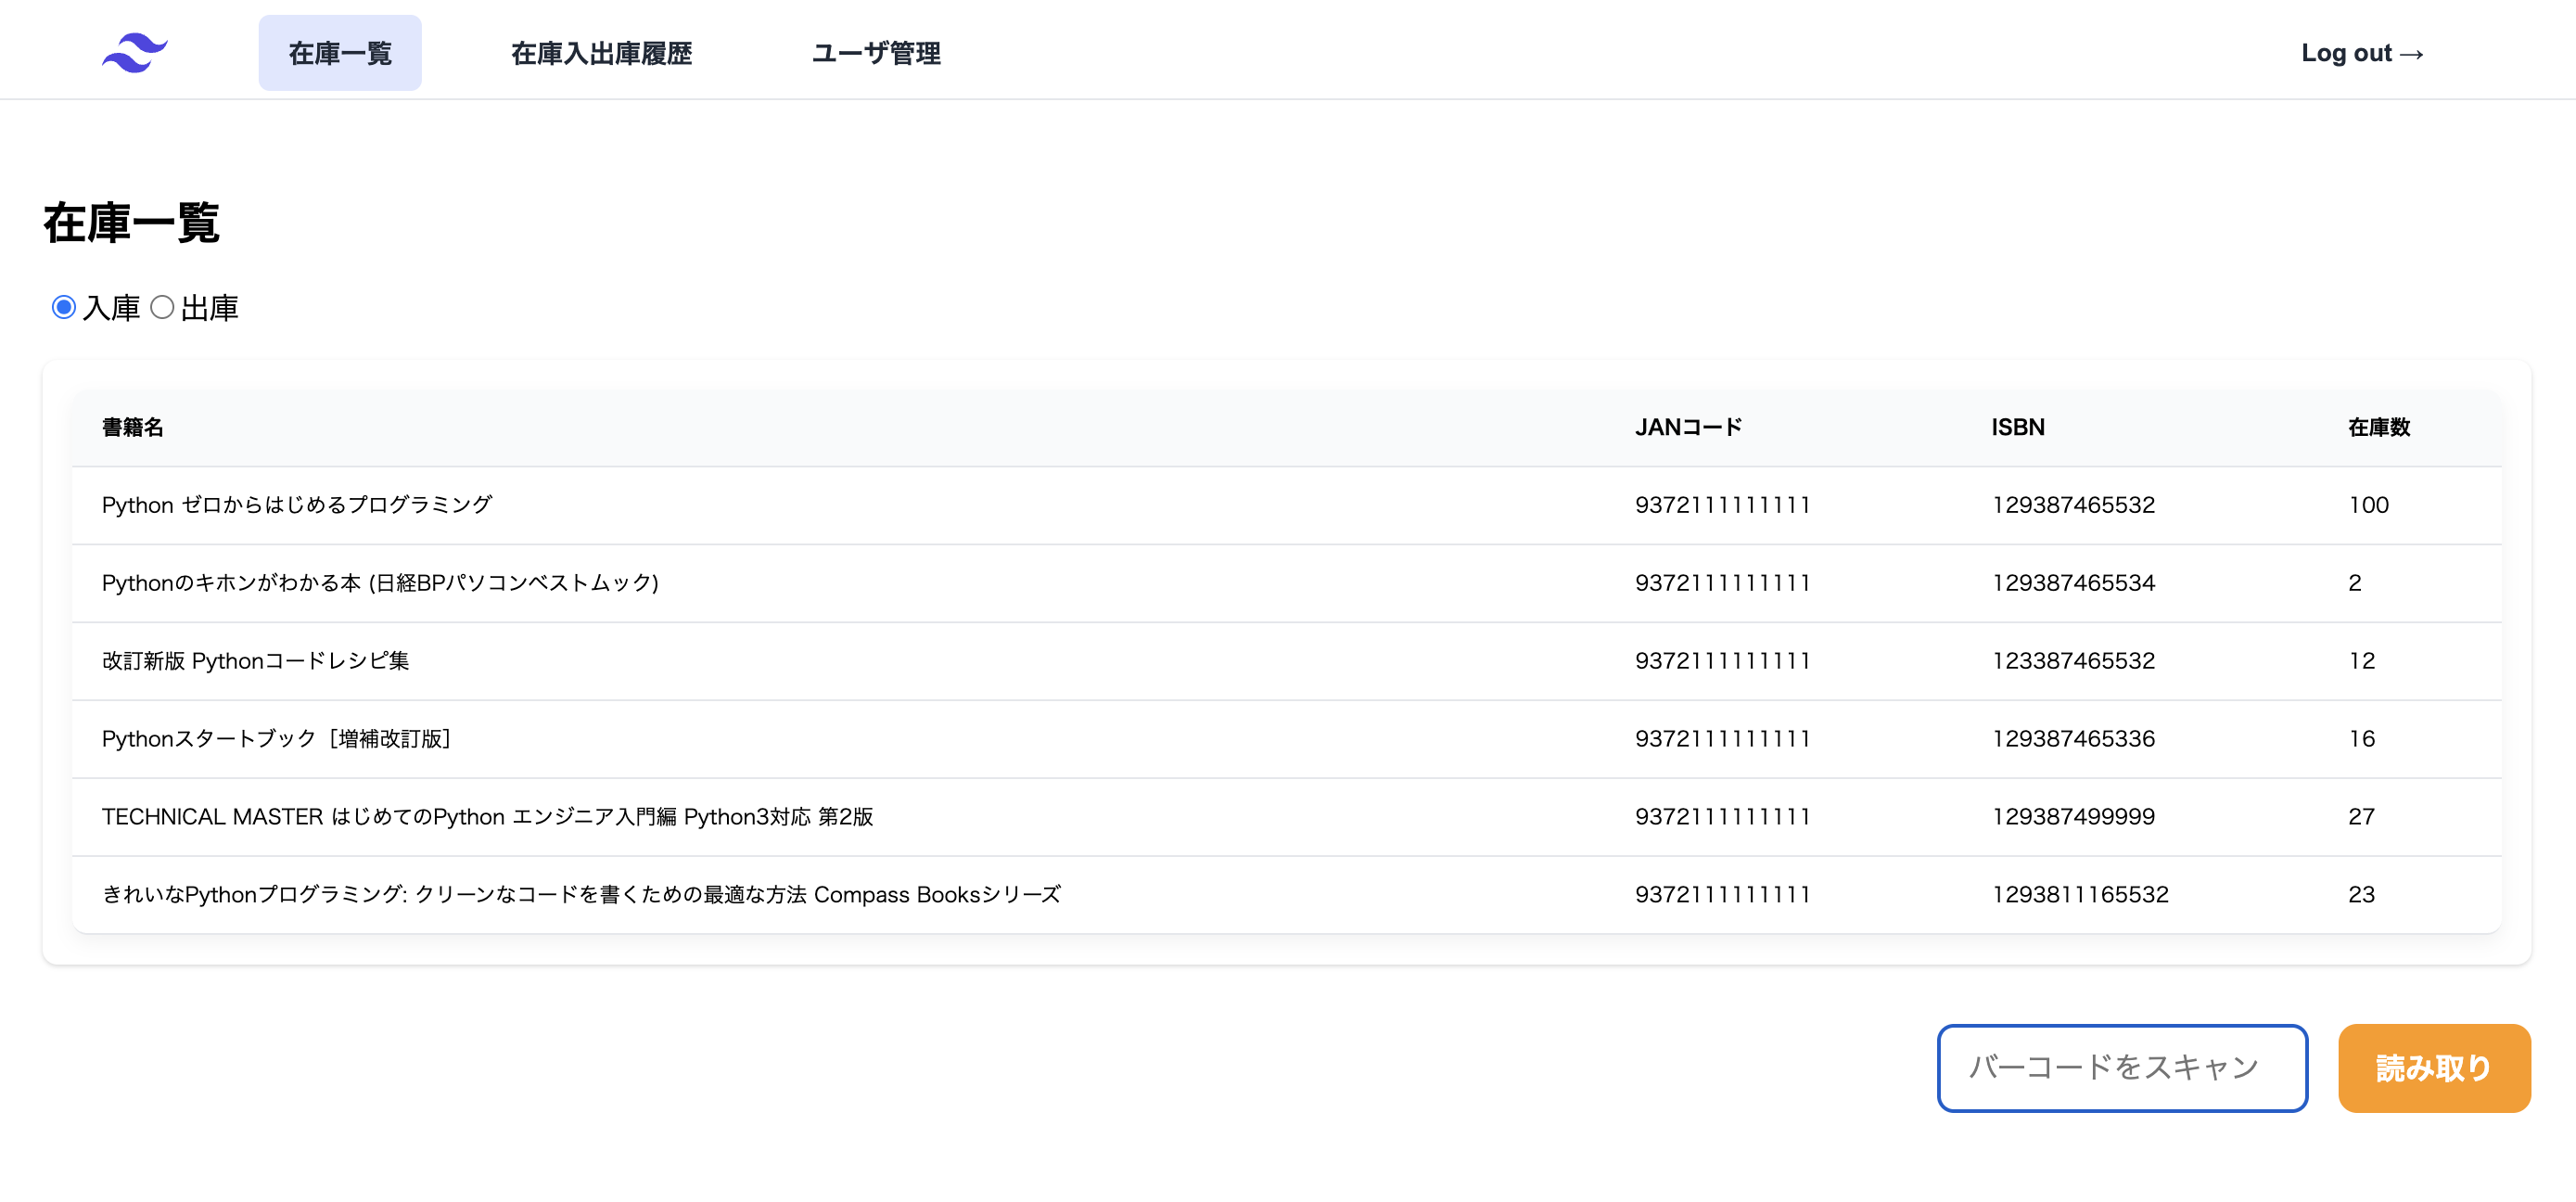 在庫一覧 在庫入出庫履歴 ユーザ管理 Log out →
在庫一覧
入庫 出庫
書籍名 JANコード ISBN 在庫数
Python ゼロからはじめるプログラミング 9372111111111 129387465532 100
Pythonのキホンがわかる本 (日経BPパソコンベストムック) 9372111111111 129387465534 2
改訂新版 Pythonコードレシピ集 9372111111111 123387465532 12
Pythonスタートブック［増補改訂版］ 9372111111111 129387465336 16
TECHNICAL MASTER はじめてのPython エンジニア入門編 Python3対応 第2版 9372111111111 129387499999 27
きれいなPythonプログラミング: クリーンなコードを書くための最適な方法 Compass Booksシリーズ 9372111111111 1293811165532 23
バーコードをスキャン 読み取り